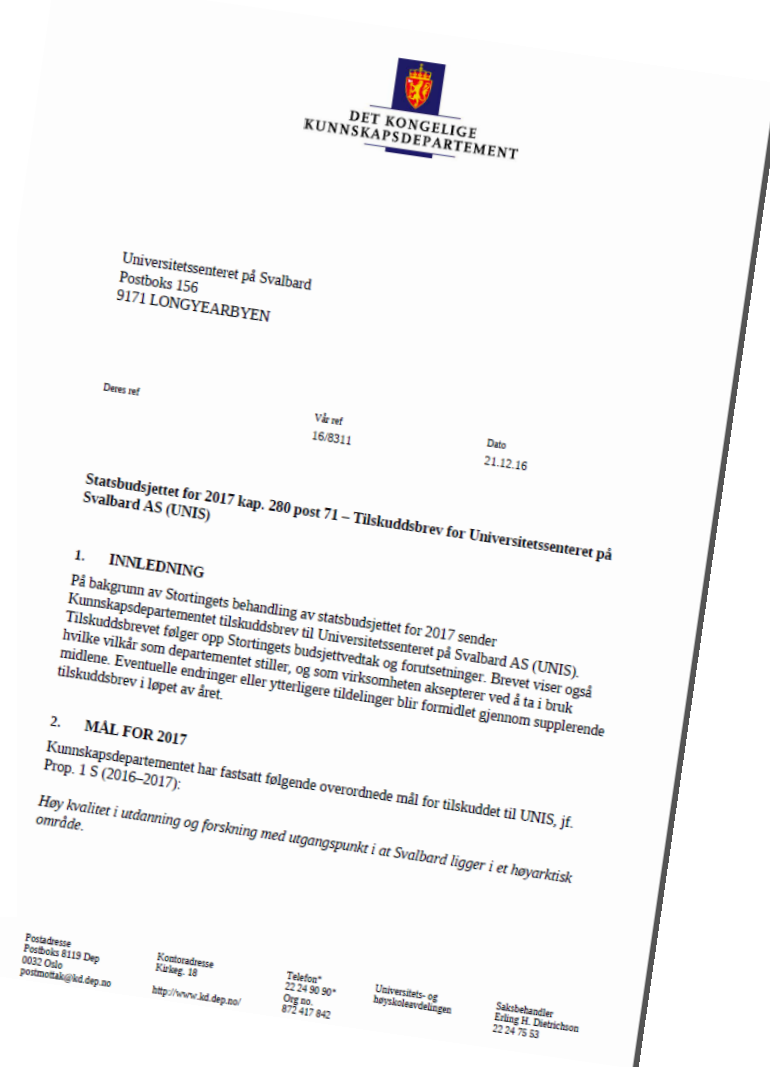 DET KONGELIGE
KUNNSKAPSDEPARTEMENT
Universitetssenteret på Svalbard
Postboks 156
9171 LONGYEARBYEN
Deres ref
Vår ref
16/8311
Dato
21.12.16
Statsbudsjettet for 2017 kap. 280 post 71 – Tilskuddsbrev for Universitetssenteret på
Svalbard AS (UNIS)
1. INNLEDNING
På bakgrunn av Stortingets behandling av statsbudsjettet for 2017 sender
Kunnskapsdepartementet tilskuddsbrev til Universitetssenteret på Svalbard AS (UNIS).
Tilskuddsbrevet følger opp Stortingets budsjettvedtak og forutsetninger. Brevet viser også
hvilke vilkår som departementet stiller, og som virksomheten aksepterer ved å ta i bruk
midlene. Eventuelle endringer eller ytterligere tildelinger blir formidlet gjennom supplerende
tilskuddsbrev i løpet av året.
2. MÅL FOR 2017
Kunnskapsdepartementet har fastsatt følgende overordnede mål for tilskuddet til UNIS, jf.
Prop. 1 S (2016–2017):
Høy kvalitet i utdanning og forskning med utgangspunkt i at Svalbard ligger i et høyarktisk
område.
Postadresse
Postboks 8119 Dep
0032 Oslo
postmottak@kd.dep.no
Kontoradresse
Kirkeg. 18
http://www.kd.dep.no/
Telefon*
22 24 90 90*
Org no.
872 417 842
Universitets- og
høyskoleavdelingen
Saksbehandler
Erling H. Dietrichson
22 24 75 53